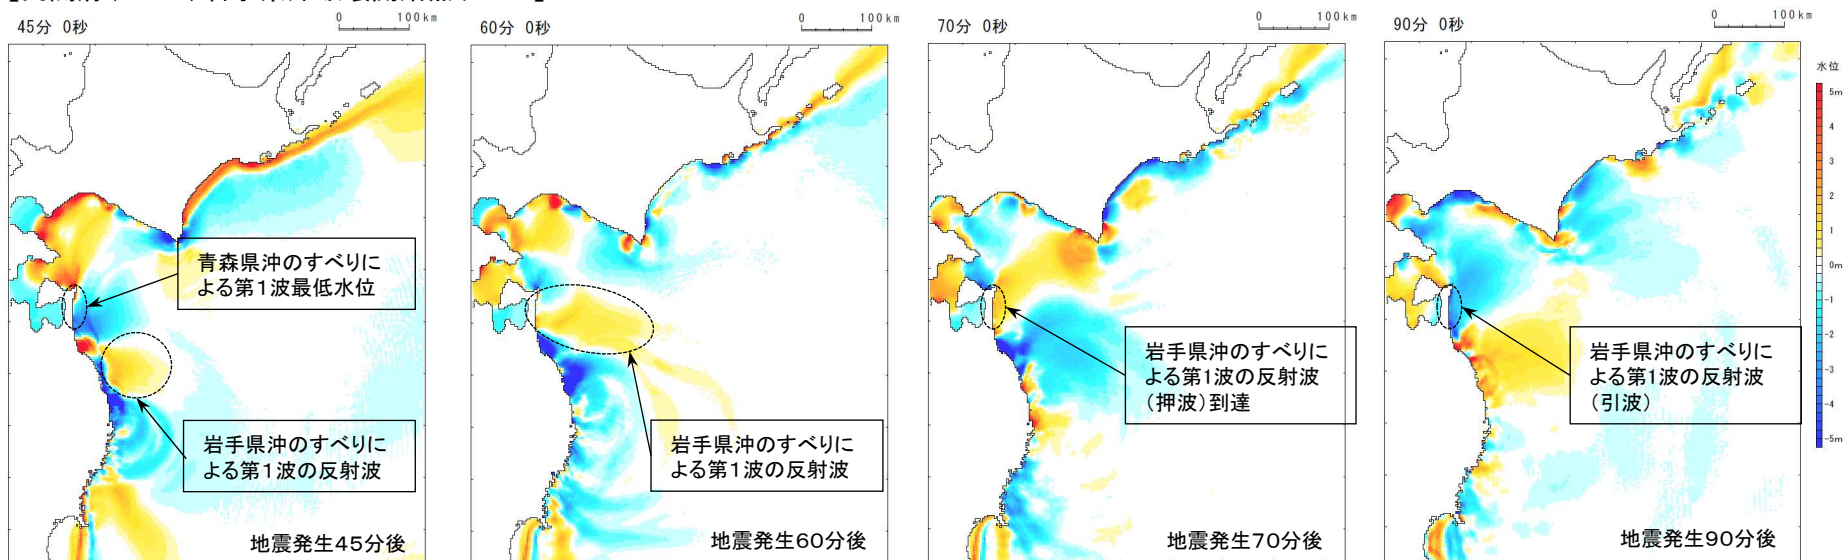 45分 0秒
0 100km
青森県沖のすべりに
よる第1波最低水位
岩手県沖のすべりに
よる第1波の反射波
地震発生45分後
60分 0秒
0 100km
岩手県沖のすべりに
よる第1波の反射波
地震発生60分後
70分 0秒
0 100km
岩手県沖のすべりに
よる第1波の反射波
（押波）到達
地震発生70分後
90分 0秒
0 100km
岩手県沖のすべりに
よる第1波の反射波
（引波）
地震発生90分後
水位
5m
4
3
2
1
0m
-1
-2
-3
-4
-5m